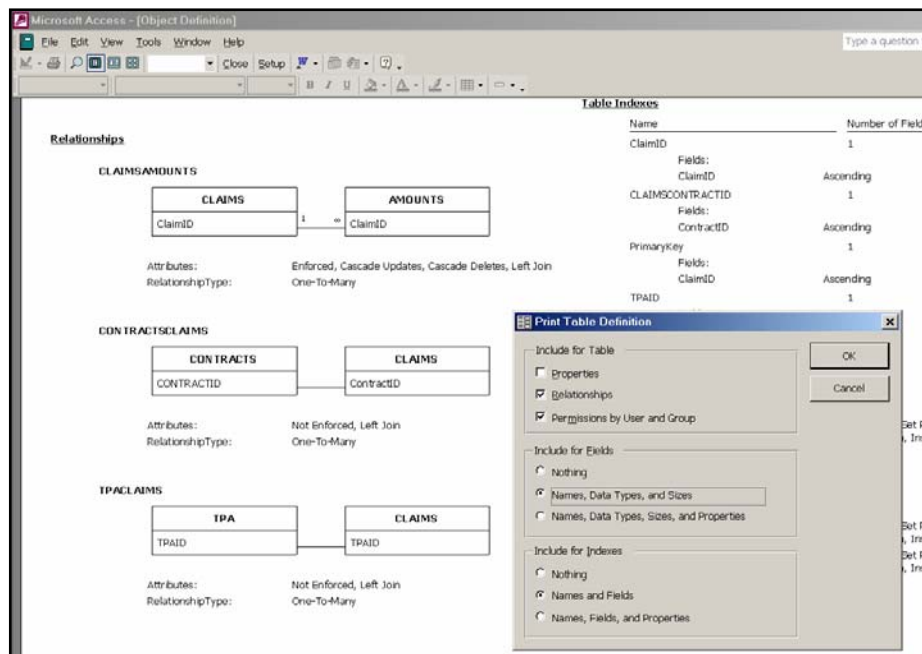 Microsoft Access - [Object Definition]
File Edit View Tools Window Help
Type a question
Close Setup
B I U
Relationships
CLAIMSAMOUNTS
CLAIMS AMOUNTS
ClaimID 1 ∞ ClaimID
Attributes: Enforced, Cascade Updates, Cascade Deletes, Left Join
RelationshipType: One-To-Many
CONTRACTSCLAIMS
CONTRACTS CLAIMS
CONTRACTID ContractID
Attributes: Not Enforced, Left Join
RelationshipType: One-To-Many
TPACLAIMS
TPA CLAIMS
TPAID TPAID
Attributes: Not Enforced, Left Join
RelationshipType: One-To-Many
Table Indexes
Name Number of Field
ClaimID 1
Fields:
ClaimID Ascending
CLAIMSCONTRACTID 1
Fields:
ContractID Ascending
PrimaryKey 1
Fields:
ClaimID Ascending
TPAID 1
Print Table Definition
Include for Table
Properties
Relationships
Permissions by User and Group
Include for Fields
Nothing
Names, Data Types, and Sizes
Names, Data Types, Sizes, and Properties
Include for Indexes
Nothing
Names and Fields
Names, Fields, and Properties
OK
Cancel